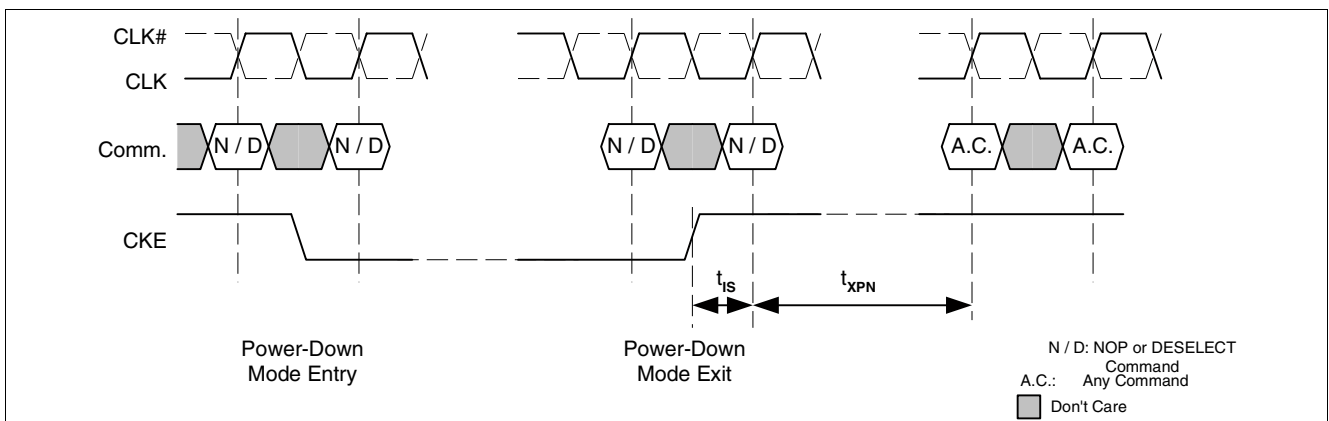 CLK#
CLK
Comm.
N / D
N / D
N / D
N / D
A.C.
A.C.
CKE
tIS
tXPN
Power-Down
Mode Entry
Power-Down
Mode Exit
N / D: NOP or DESELECT
Command
A.C.: Any Command
Don't Care